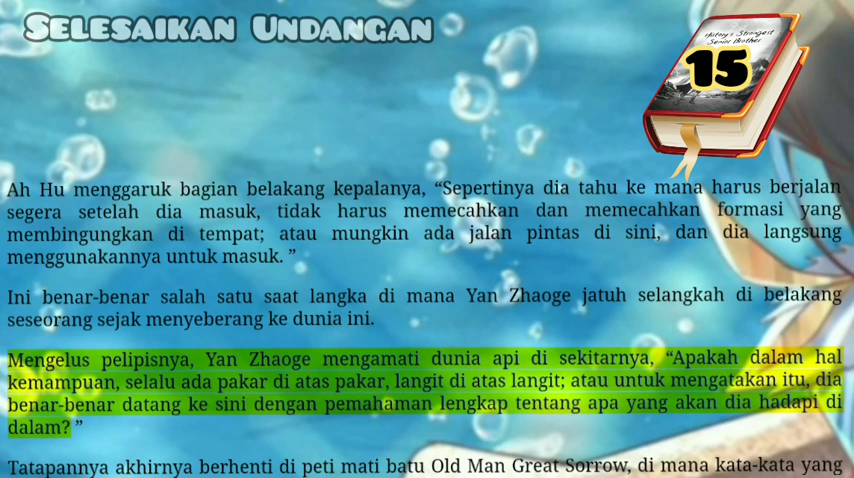 Selesaikan Undangan
History's Strongest
Senior Brother
15
Ah Hu menggaruk bagian belakang kepalanya, “Sepertinya dia tahu ke mana harus berjalan
segera setelah dia masuk, tidak harus memecahkan dan memecahkan formasi yang
membingungkan di tempat; atau mungkin ada jalan pintas di sini, dan dia langsung
menggunakannya untuk masuk. ”
Ini benar-benar salah satu saat langka di mana Yan Zhaoge jatuh selangkah di belakang
seseorang sejak menyeberang ke dunia ini.
Mengelus pelipisnya, Yan Zhaoge mengamati dunia api di sekitarnya, “Apakah dalam hal
kemampuan, selalu ada pakar di atas pakar, langit di atas langit; atau untuk mengatakan itu, dia
benar-benar datang ke sini dengan pemahaman lengkap tentang apa yang akan dia hadapi di
dalam? ”
Tatapannya akhirnya berhenti di peti mati batu Old Man Great Sorrow, di mana kata-kata yang